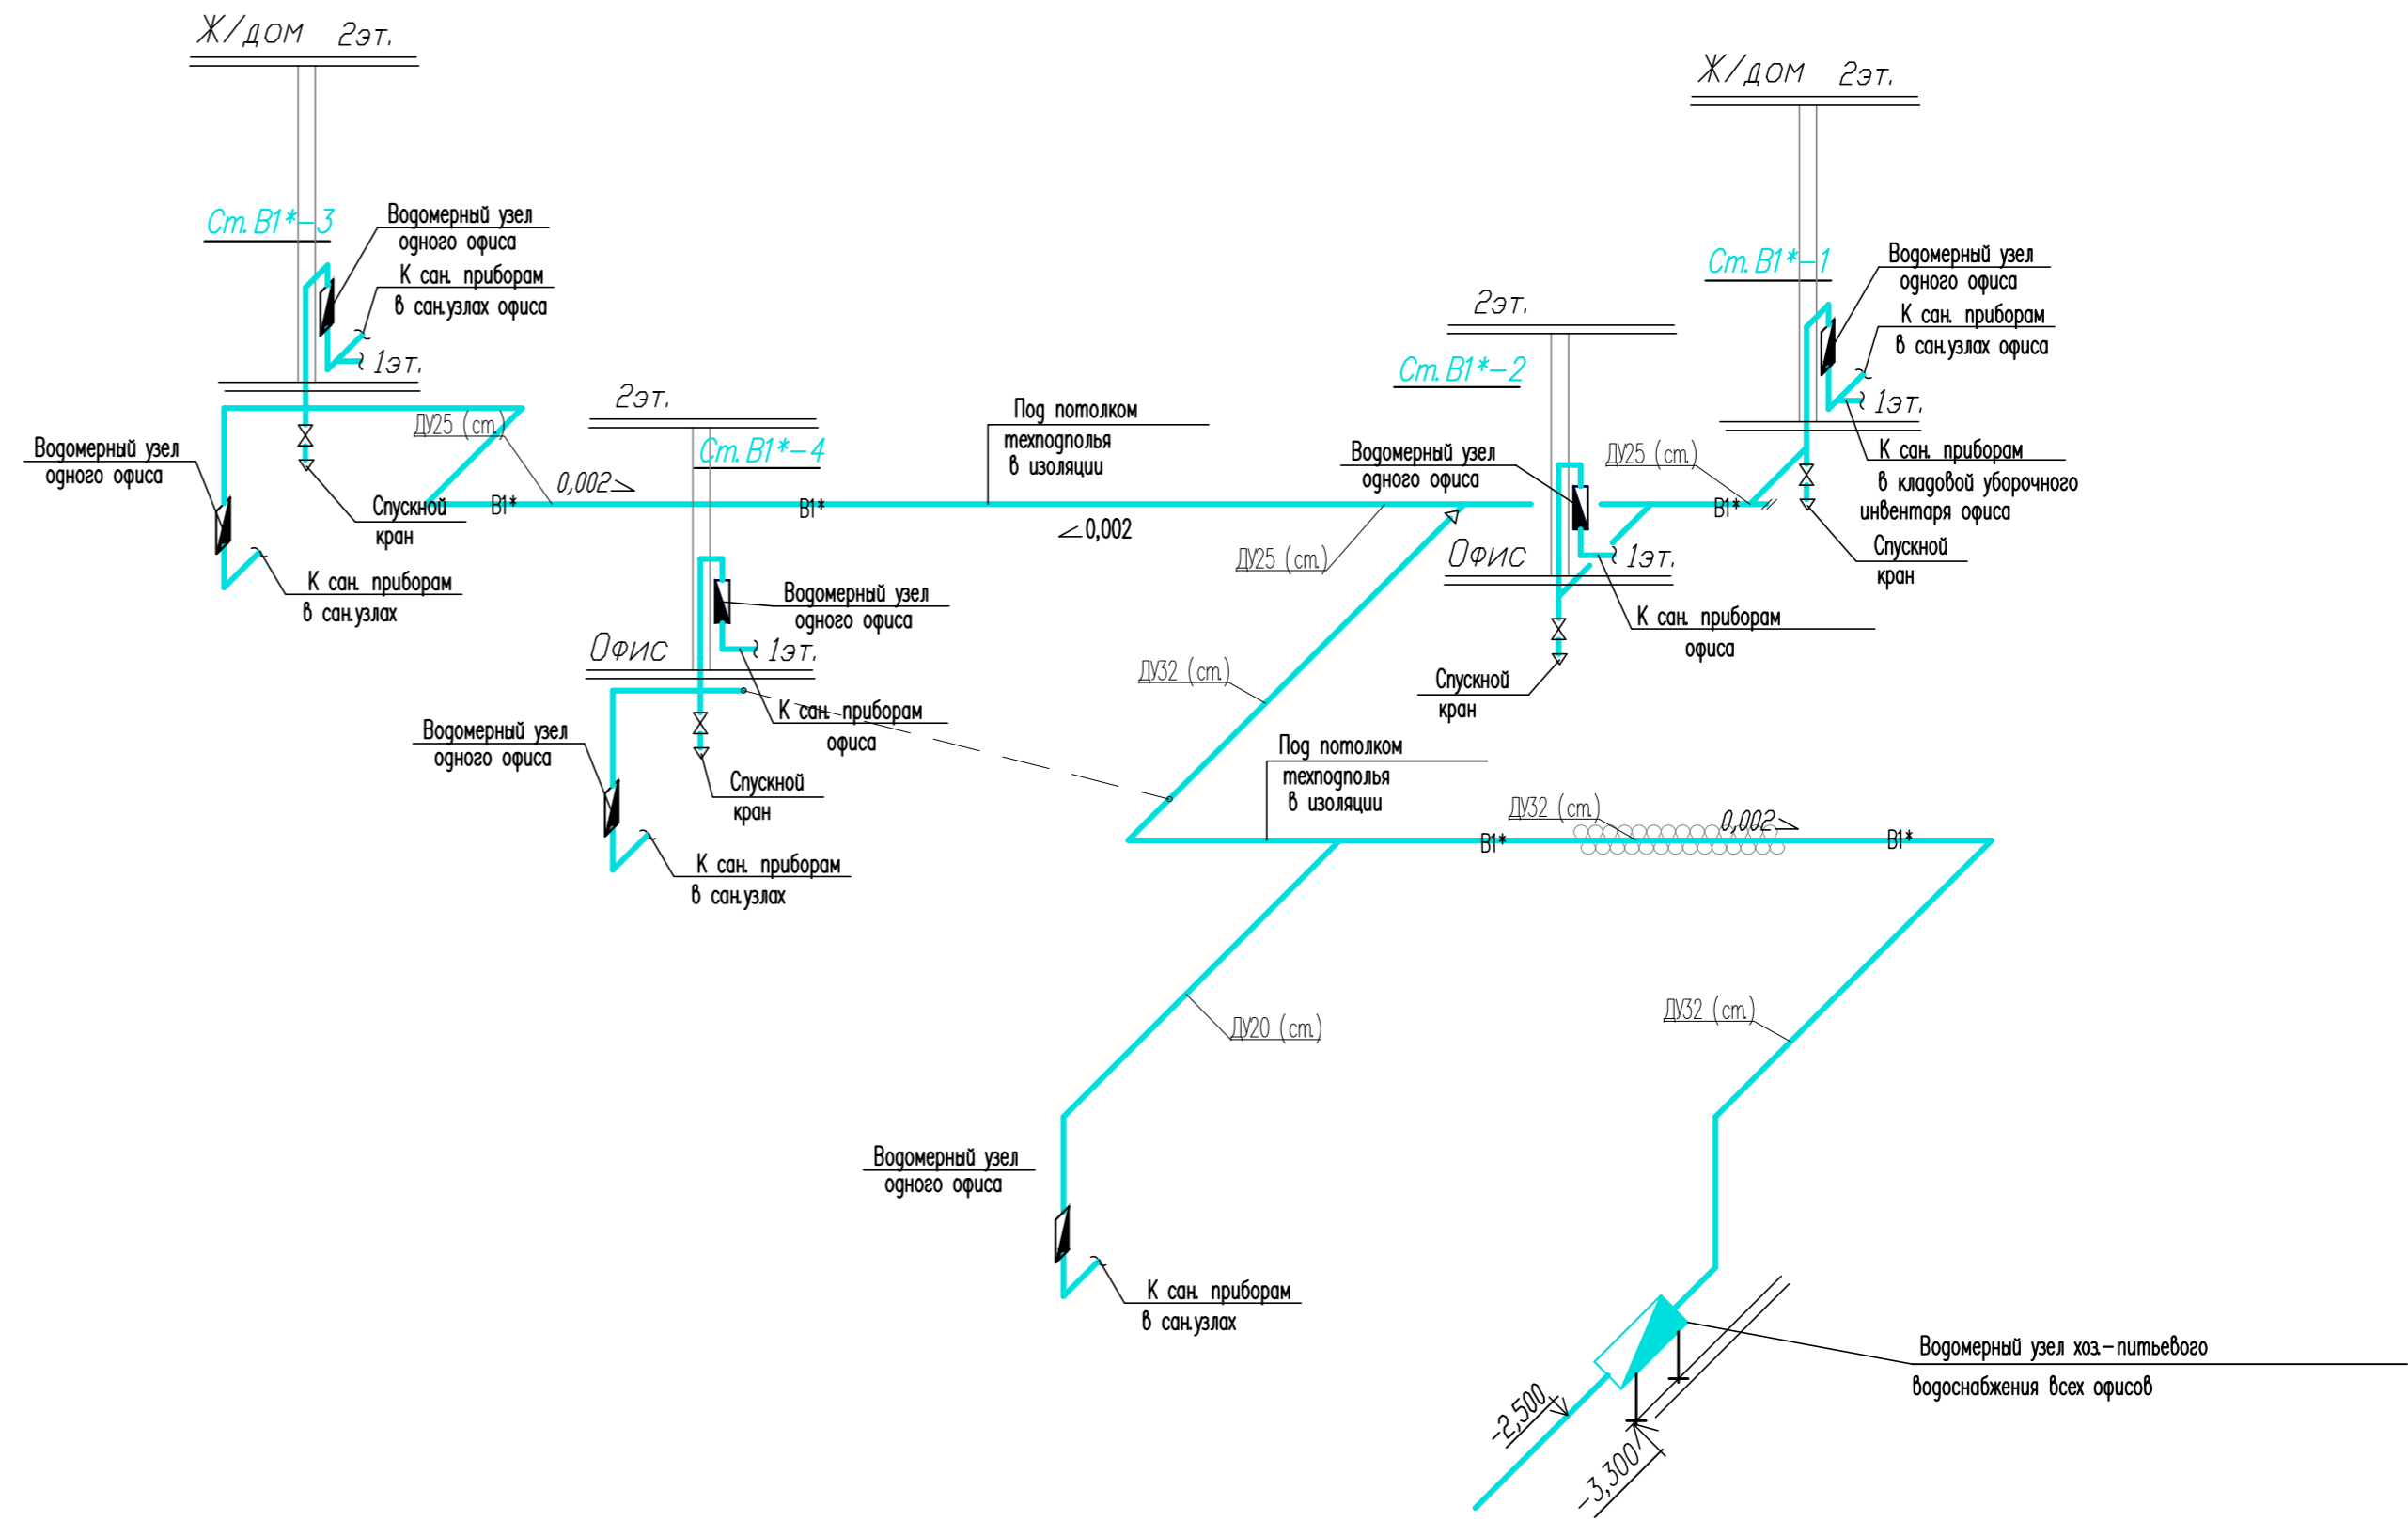 Ж/дом 2эт.
Ж/дом 2эт.
Ст.В1*-3
Водомерный узел
одного офиса
К сан. приборам
в сан.узлах офиса
1эт.
Ст.В1*-1
Водомерный узел
одного офиса
К сан. приборам
в сан.узлах офиса
1эт.
К сан. приборам
в кладовой уборочного
инвентаря офиса
Спускной
кран
2эт.
Ст.В1*-2
Водомерный узел
одного офиса
ДУ25 (ст.)
В1*
Офис
1эт.
К сан. приборам
офиса
Спускной
кран
Водомерный узел
одного офиса
ДУ25 (ст.)
Спускной
кран
К сан. приборам
в сан.узлах
0,002
В1*
2эт.
Ст.В1*-4
В1*
Под потолком
техподполья
в изоляции
0,002
ДУ25 (ст.)
Водомерный узел
одного офиса
Офис
1эт.
К сан. приборам
офиса
Водомерный узел
одного офиса
Спускной
кран
К сан. приборам
в сан.узлах
ДУ32 (ст.)
Под потолком
техподполья
в изоляции
ДУ32 (ст.)
0,002
В1*
В1*
ДУ20 (ст.)
ДУ32 (ст.)
Водомерный узел
одного офиса
К сан. приборам
в сан.узлах
Водомерный узел хоз.-питьевого
водоснабжения всех офисов
-2,500
-3,300